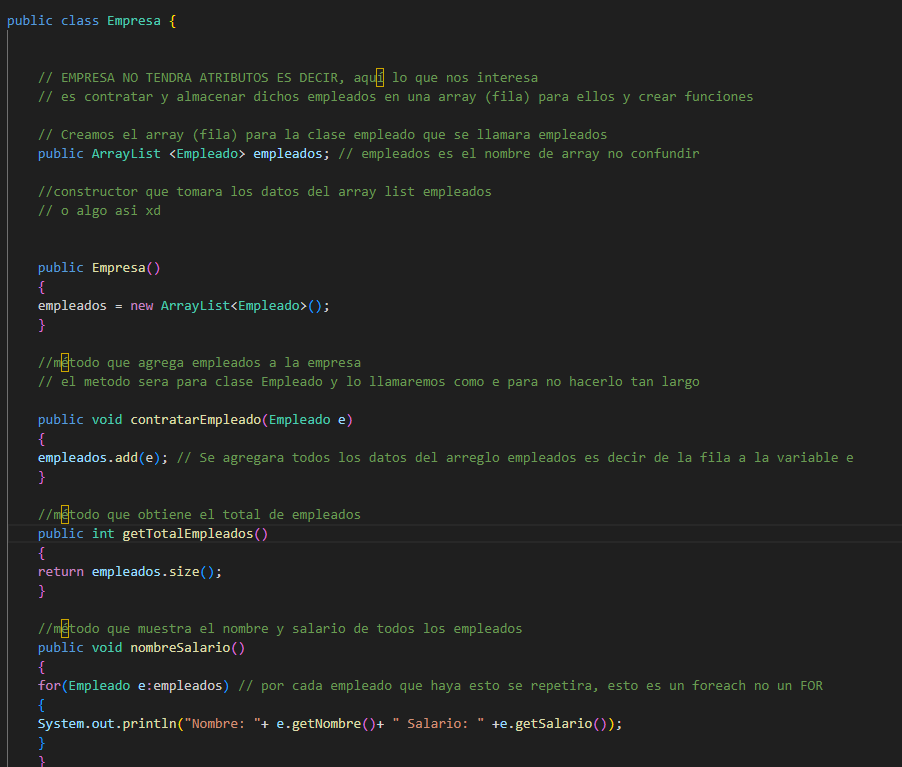 public class Empresa {
// EMPRESA NO TENDRA ATRIBUTOS ES DECIR, aquí lo que nos interesa
// es contratar y almacenar dichos empleados en una array (fila) para ellos y crear funciones
// Creamos el array (fila) para la clase empleado que se llamara empleados
public ArrayList <Empleado> empleados; // empleados es el nombre de array no confundir
//constructor que tomara los datos del array list empleados
// o algo asi xd
public Empresa()
{
empleados = new ArrayList<Empleado>();
}
//método que agrega empleados a la empresa
// el metodo sera para clase Empleado y lo llamaremos como e para no hacerlo tan largo
public void contratarEmpleado(Empleado e)
{
empleados.add(e); // Se agregara todos los datos del arreglo empleados es decir de la fila a la variable e
}
//método que obtiene el total de empleados
public int getTotalEmpleados()
{
return empleados.size();
}
//método que muestra el nombre y salario de todos los empleados
public void nombreSalario()
{
for(Empleado e:empleados) // por cada empleado que haya esto se repetira, esto es un foreach no un FOR
{
System.out.println("Nombre: "+ e.getNombre()+ " Salario: " +e.getSalario());
}
}